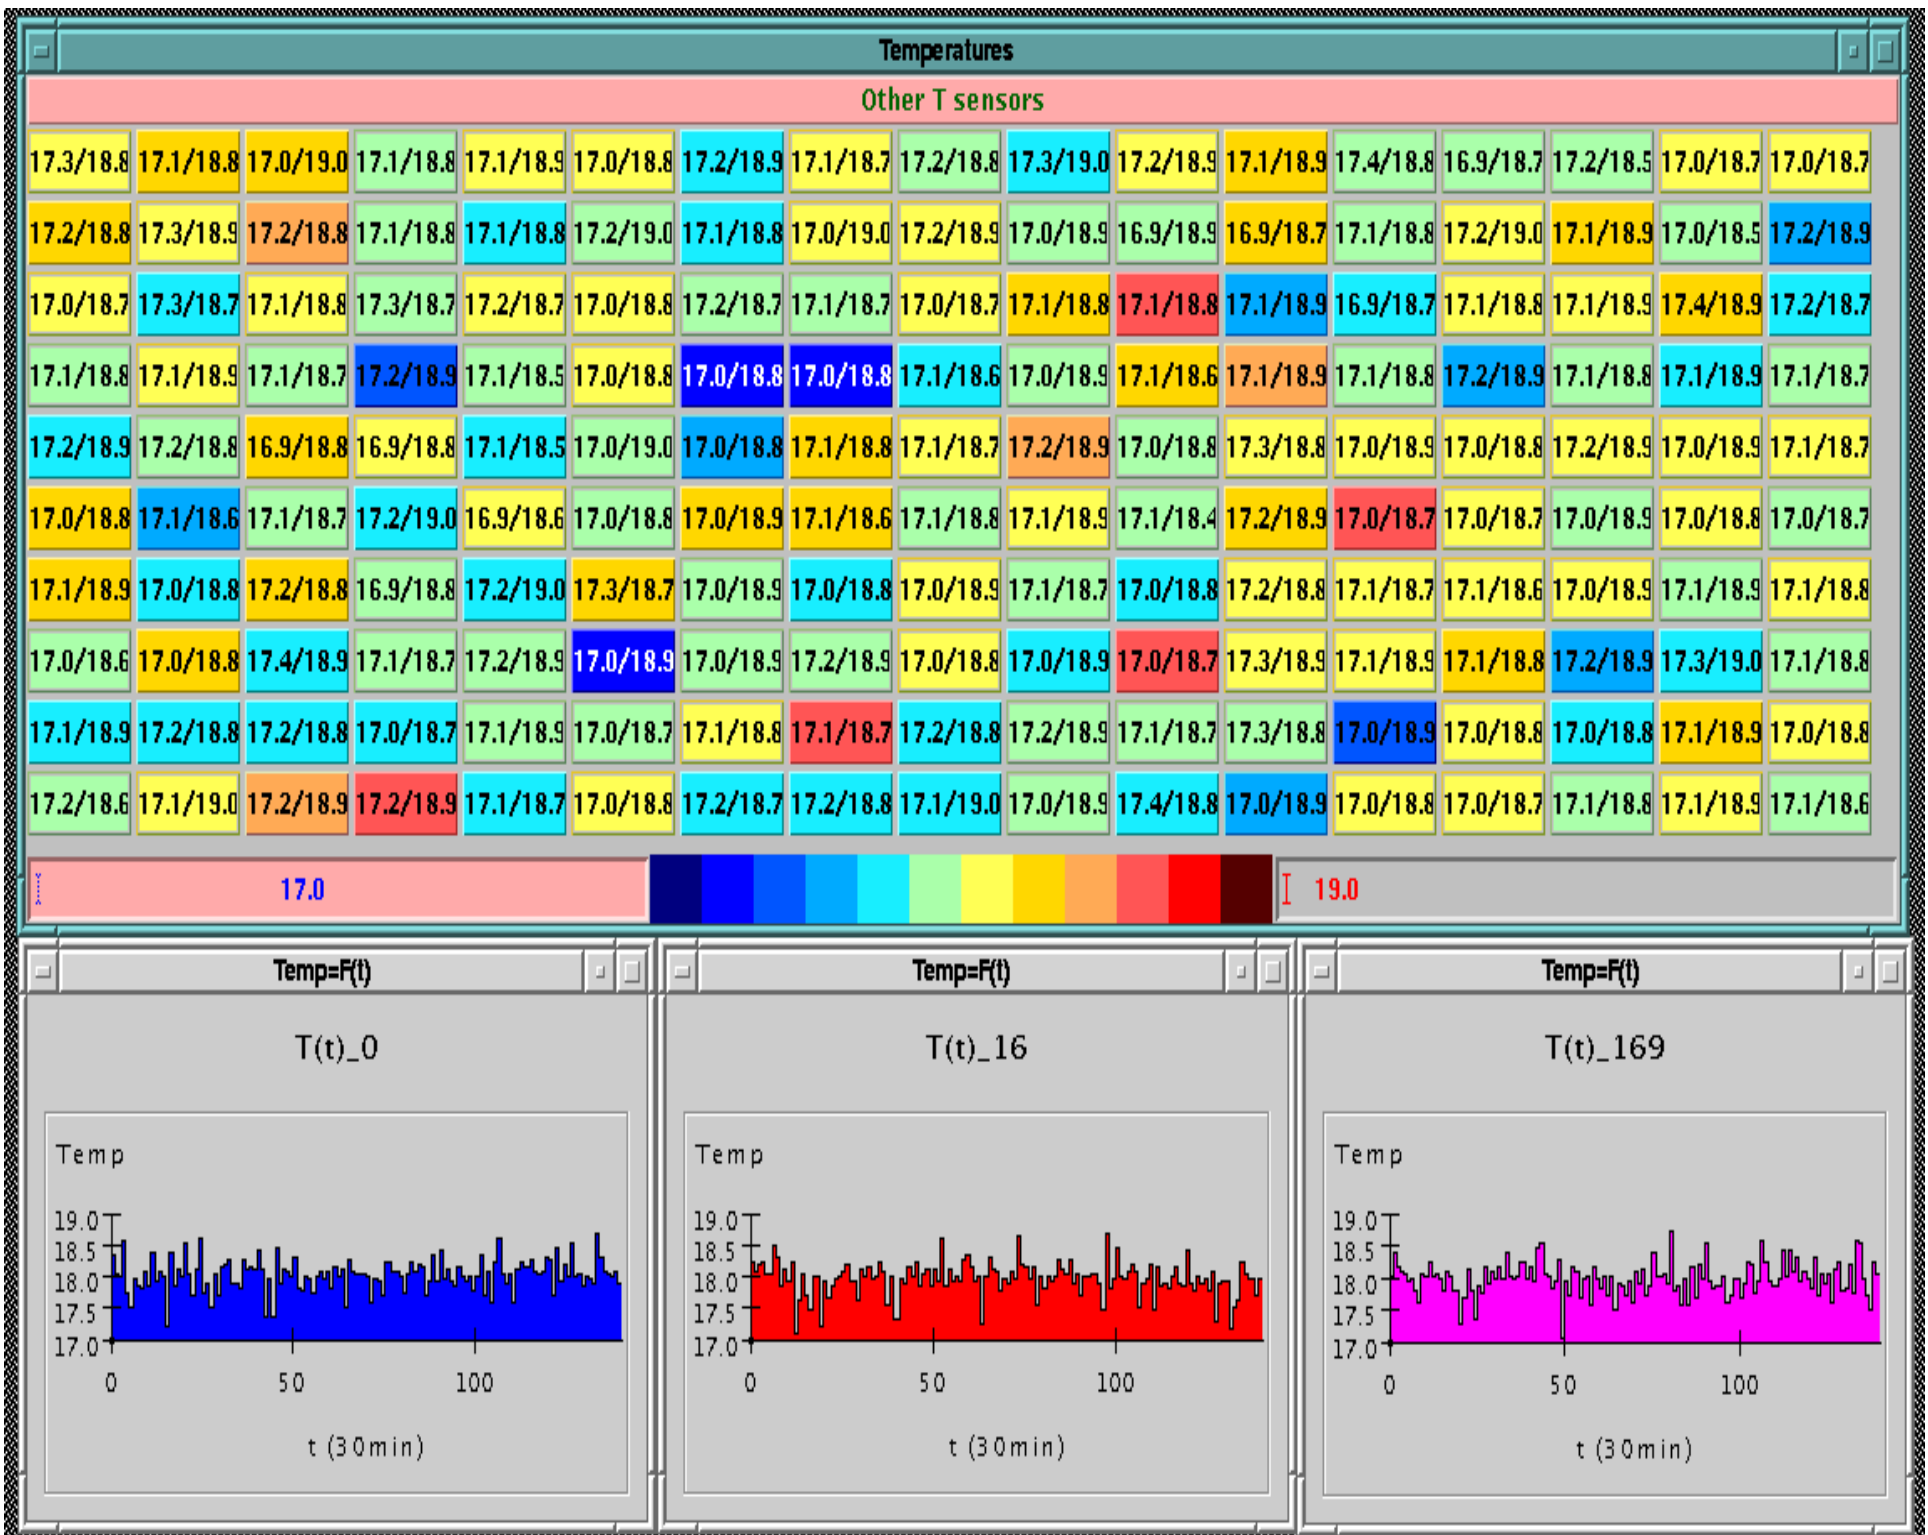 Temperatures
Other T sensors
17.3/18.8 17.1/18.8 17.0/19.0 17.1/18.8 17.1/18.9 17.0/18.8 17.2/18.9 17.1/18.7 17.2/18.8 17.3/19.0 17.2/18.9 17.1/18.9 17.4/18.8 16.9/18.7 17.2/18.5 17.0/18.7 17.0/18.7
17.2/18.8 17.3/18.9 17.2/18.8 17.1/18.8 17.1/18.8 17.2/19.0 17.1/18.8 17.0/19.0 17.2/18.9 17.0/18.9 16.9/18.9 16.9/18.7 17.1/18.8 17.2/19.0 17.1/18.9 17.0/18.5 17.2/18.9
17.0/18.7 17.3/18.7 17.1/18.8 17.3/18.7 17.2/18.7 17.0/18.8 17.2/18.7 17.1/18.7 17.0/18.7 17.1/18.8 17.1/18.8 17.1/18.9 16.9/18.7 17.1/18.8 17.1/18.9 17.4/18.9 17.2/18.7
17.1/18.8 17.1/18.9 17.1/18.7 17.2/18.9 17.1/18.5 17.0/18.8 17.0/18.8 17.0/18.8 17.1/18.6 17.0/18.9 17.1/18.6 17.1/18.9 17.1/18.8 17.2/18.9 17.1/18.8 17.1/18.9 17.1/18.7
17.2/18.9 17.2/18.8 16.9/18.8 16.9/18.8 17.1/18.5 17.0/19.0 17.0/18.8 17.1/18.8 17.1/18.7 17.2/18.9 17.0/18.8 17.3/18.8 17.0/18.9 17.0/18.8 17.2/18.9 17.0/18.9 17.1/18.7
17.0/18.8 17.1/18.6 17.1/18.7 17.2/19.0 16.9/18.6 17.0/18.8 17.0/18.9 17.1/18.6 17.1/18.8 17.1/18.9 17.1/18.4 17.2/18.9 17.0/18.7 17.0/18.7 17.0/18.9 17.0/18.8 17.0/18.7
17.1/18.9 17.0/18.8 17.2/18.8 16.9/18.8 17.2/19.0 17.3/18.7 17.0/18.9 17.0/18.8 17.0/18.9 17.1/18.7 17.0/18.8 17.2/18.8 17.1/18.7 17.1/18.6 17.0/18.9 17.1/18.9 17.1/18.8
17.0/18.6 17.0/18.8 17.4/18.9 17.1/18.7 17.2/18.9 17.0/18.9 17.0/18.9 17.2/18.9 17.0/18.8 17.0/18.9 17.0/18.7 17.3/18.9 17.1/18.9 17.1/18.8 17.2/18.9 17.3/19.0 17.1/18.8
17.1/18.9 17.2/18.8 17.2/18.8 17.0/18.7 17.1/18.9 17.0/18.7 17.1/18.8 17.1/18.7 17.2/18.8 17.2/18.9 17.1/18.7 17.3/18.8 17.0/18.9 17.0/18.8 17.0/18.8 17.1/18.9 17.0/18.8
17.2/18.6 17.1/19.0 17.2/18.9 17.2/18.9 17.1/18.7 17.0/18.8 17.2/18.7 17.2/18.8 17.1/19.0 17.0/18.9 17.4/18.8 17.0/18.9 17.0/18.8 17.0/18.7 17.1/18.8 17.1/18.9 17.1/18.6
17.0 19.0
Temp=F(t)
T(t)_0
Temp
19.0
18.5
18.0
17.5
17.0
0 50 100
t (30min)
Temp=F(t)
T(t)_16
Temp
19.0
18.5
18.0
17.5
17.0
0 50 100
t (30min)
Temp=F(t)
T(t)_169
Temp
19.0
18.5
18.0
17.5
17.0
0 50 100
t (30min)